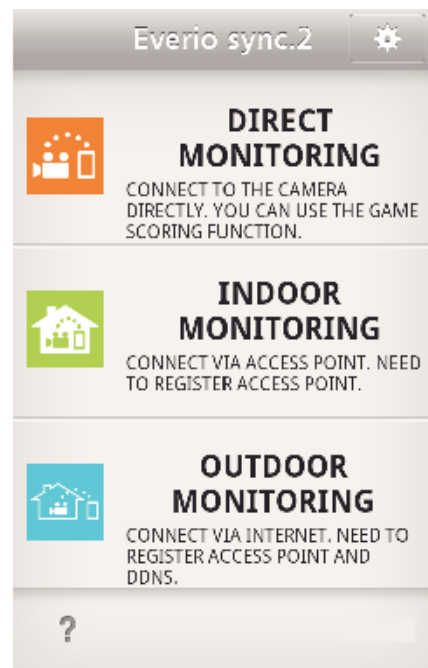 Everio sync.2
DIRECT
MONITORING
CONNECT TO THE CAMERA
DIRECTLY. YOU CAN USE THE GAME
SCORING FUNCTION.
INDOOR
MONITORING
CONNECT VIA ACCESS POINT. NEED
TO REGISTER ACCESS POINT.
OUTDOOR
MONITORING
CONNECT VIA INTERNET. NEED TO
REGISTER ACCESS POINT AND
DDNS.
?